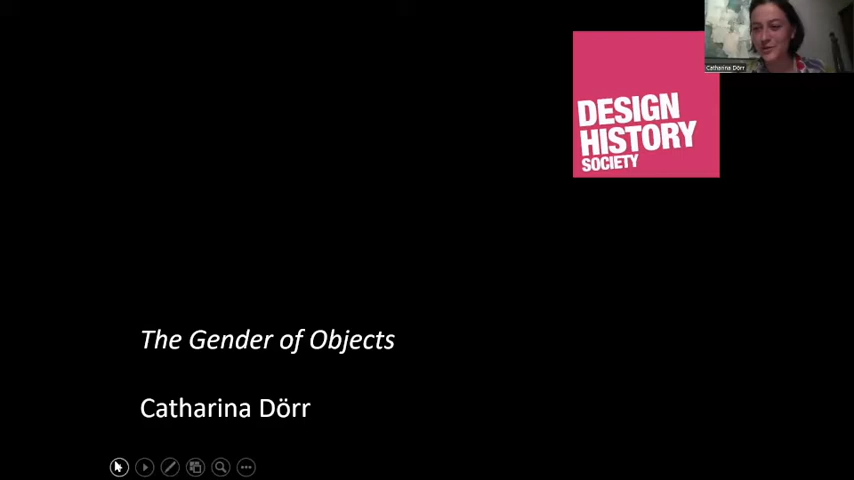 Catharina Dörr
DESIGN
HISTORY
SOCIETY
The Gender of Objects
Catharina Dörr